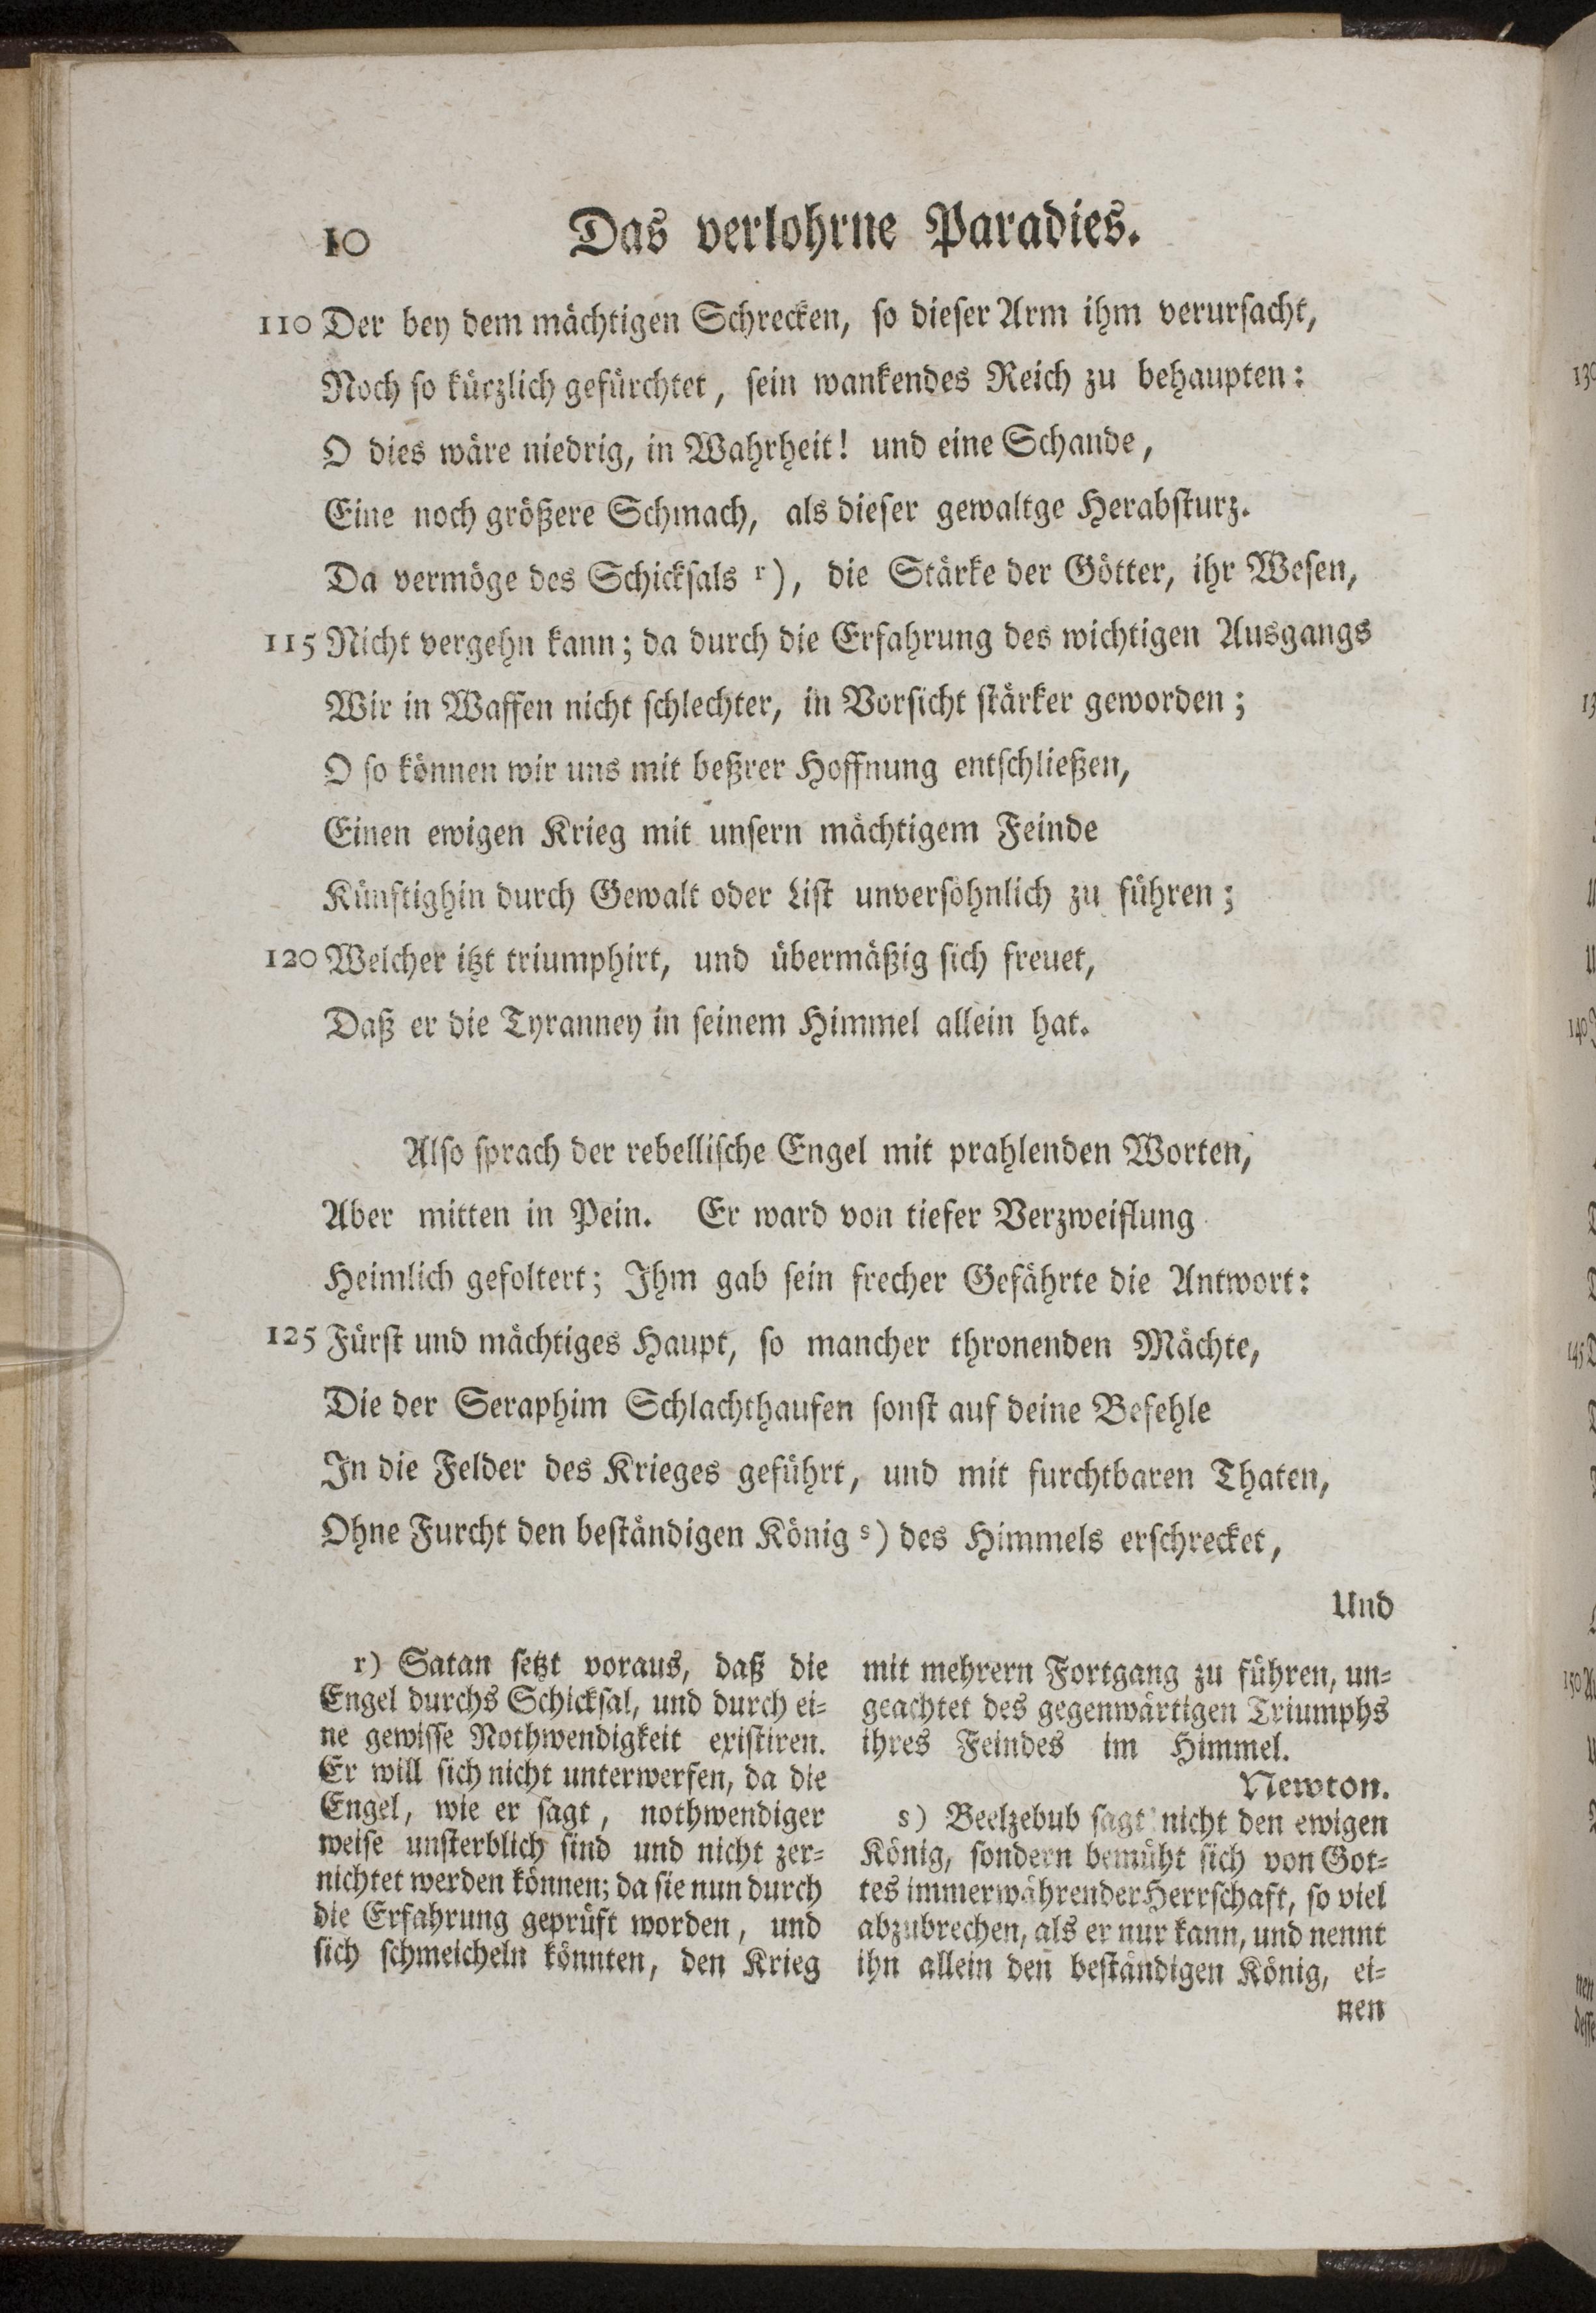 10 Das verlohrne Paradies.
110 Der bey dem mächtigen Schrecken, so dieser Arm ihm verursacht,
Noch so kürzlich gefürchtet, sein wankendes Reich zu behaupten:
O dies wäre niedrig, in Wahrheit! und eine Schande,
Eine noch größere Schmach, als dieser gewaltge Herabsturz.
Da vermöge des Schicksals r), die Stärke der Götter, ihr Wesen,
115 Nicht vergehn kann; da durch die Erfahrung des wichtigen Ausgangs
Wir in Waffen nicht schlechter, in Vorsicht stärker geworden;
O so können wir uns mit beßrer Hoffnung entschließen,
Einen ewigen Krieg mit unsern mächtigem Feinde
Künftighin durch Gewalt oder List unversöhnlich zu führen;
120 Welcher itzt triumphirt, und übermäßig sich freuet,
Daß er die Tyranney in seinem Himmel allein hat.
Also sprach der rebellische Engel mit prahlenden Worten,
Aber mitten in Pein. Er ward von tiefer Verzweiflung
Heimlich gefoltert; Ihm gab sein frecher Gefährte die Antwort:
125 Fürst und mächtiges Haupt, so mancher thronenden Mächte,
Die der Seraphim Schlachthaufen sonst auf deine Befehle
In die Felder des Krieges geführt, und mit furchtbaren Thaten,
Ohne Furcht den beständigen König s) des Himmels erschrecket,
Und
r) Satan setzt voraus, daß die
Engel durchs Schicksal, und durch ei-
ne gewisse Nothwendigkeit existiren.
Er will sich nicht unterwerfen, da die
Engel, wie er sagt, nothwendiger
weise unsterblich sind und nicht zer-
nichtet werden können; da sie nun durch
die Erfahrung geprüft worden, und
sich schmeicheln könnten, den Krieg
mit mehrern Fortgang zu führen, un-
geachtet des gegenwärtigen Triumphs
ihres Feindes im Himmel.
Newton.
s) Beelzebub sagt nicht den ewigen
König, sondern bemüht sich von Got-
tes immerwährender Herrschaft, so viel
abzubrechen, als er nur kann, und nennt
ihn allein den beständigen König, ei-
nen